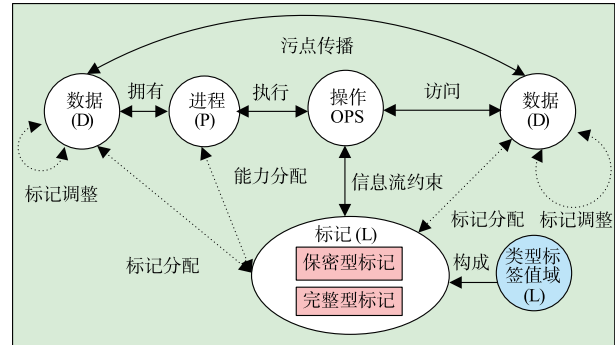 污点传播
数据
(D)
拥有
进程
(P)
执行
操作
OPS
访问
数据
(D)
标记调整
能力分配
信息流约束
标记分配
标记调整
标记分配
标记 (L)
保密型标记
完整型标记
构成
类型标
签值域
(L)